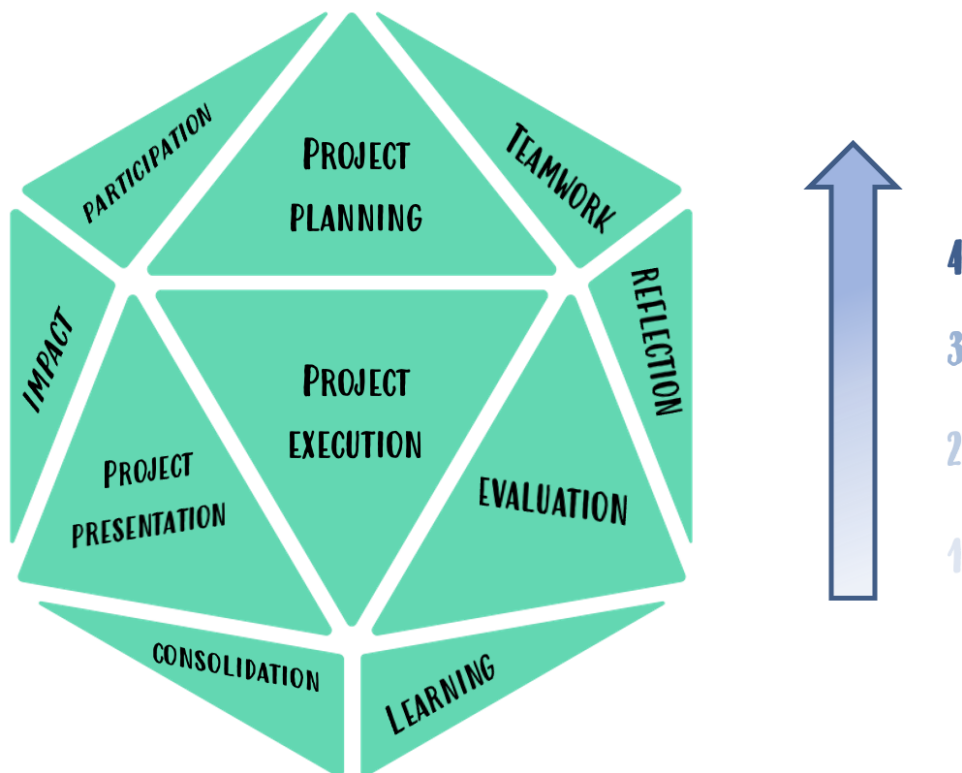 PARTICIPATION
PROJECT
PLANNING
TEAMWORK
IMPACT
PROJECT
EXECUTION
REFLECTION
PROJECT
PRESENTATION
EVALUATION
CONSOLIDATION
LEARNING
4
3
2
1